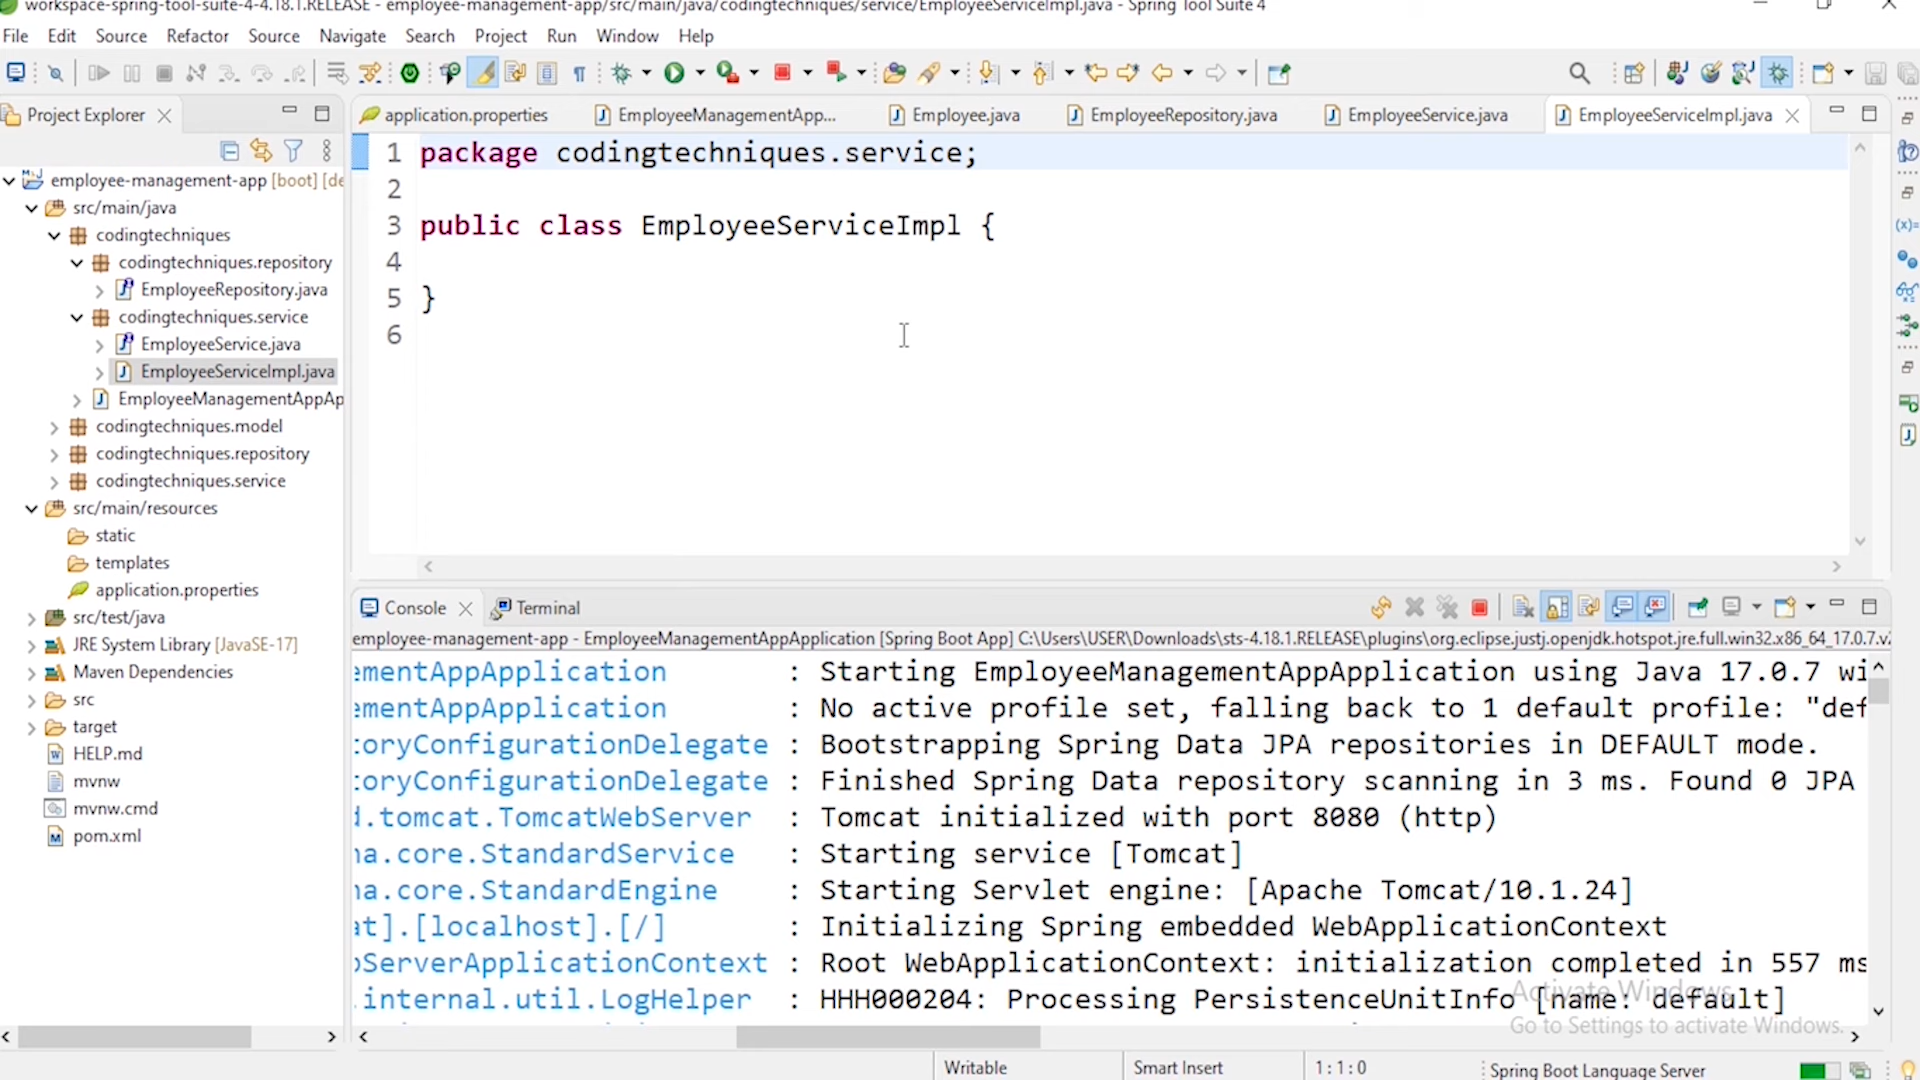 workspace-spring-tool-suite-4-4.18.1.RELEASE - employee-management-app/src/main/java/codingtechniques/service/EmployeeServiceImpl.java - Spring Tool Suite 4
File Edit Source Refactor Source Navigate Search Project Run Window Help
Project Explorer
application.properties EmployeeManagementApp... Employee.java EmployeeRepository.java EmployeeService.java EmployeeServiceImpl.java
employee-management-app [boot] [de
src/main/java
codingtechniques
codingtechniques.repository
EmployeeRepository.java
codingtechniques.service
EmployeeService.java
EmployeeServiceImpl.java
EmployeeManagementAppAp
codingtechniques.model
codingtechniques.repository
codingtechniques.service
src/main/resources
static
templates
application.properties
src/test/java
JRE System Library [JavaSE-17]
Maven Dependencies
src
target
HELP.md
mvnw
mvnw.cmd
pom.xml
1 package codingtechniques.service;
2
3 public class EmployeeServiceImpl {
4
5 }
6
Console Terminal
employee-management-app - EmployeeManagementAppApplication [Spring Boot App] C:\Users\USER\Downloads\sts-4.18.1.RELEASE\plugins\org.eclipse.justj.openjdk.hotspot.jre.full.win32.x86_64_17.0.7.v
ementAppApplication : Starting EmployeeManagementAppApplication using Java 17.0.7 wi
ementAppApplication : No active profile set, falling back to 1 default profile: "def
toryConfigurationDelegate : Bootstrapping Spring Data JPA repositories in DEFAULT mode.
toryConfigurationDelegate : Finished Spring Data repository scanning in 3 ms. Found 0 JPA
d.tomcat.TomcatWebServer : Tomcat initialized with port 8080 (http)
na.core.StandardService : Starting service [Tomcat]
na.core.StandardEngine : Starting Servlet engine: [Apache Tomcat/10.1.24]
at].[localhost].[/] : Initializing Spring embedded WebApplicationContext
ServerApplicationContext : Root WebApplicationContext: initialization completed in 557 ms
.internal.util.LogHelper : HHH000204: Processing PersistenceUnitInfo [name: default]
Activate Windows
Go to Settings to activate Windows.
Writable Smart Insert 1 : 1 : 0 Spring Boot Language Server